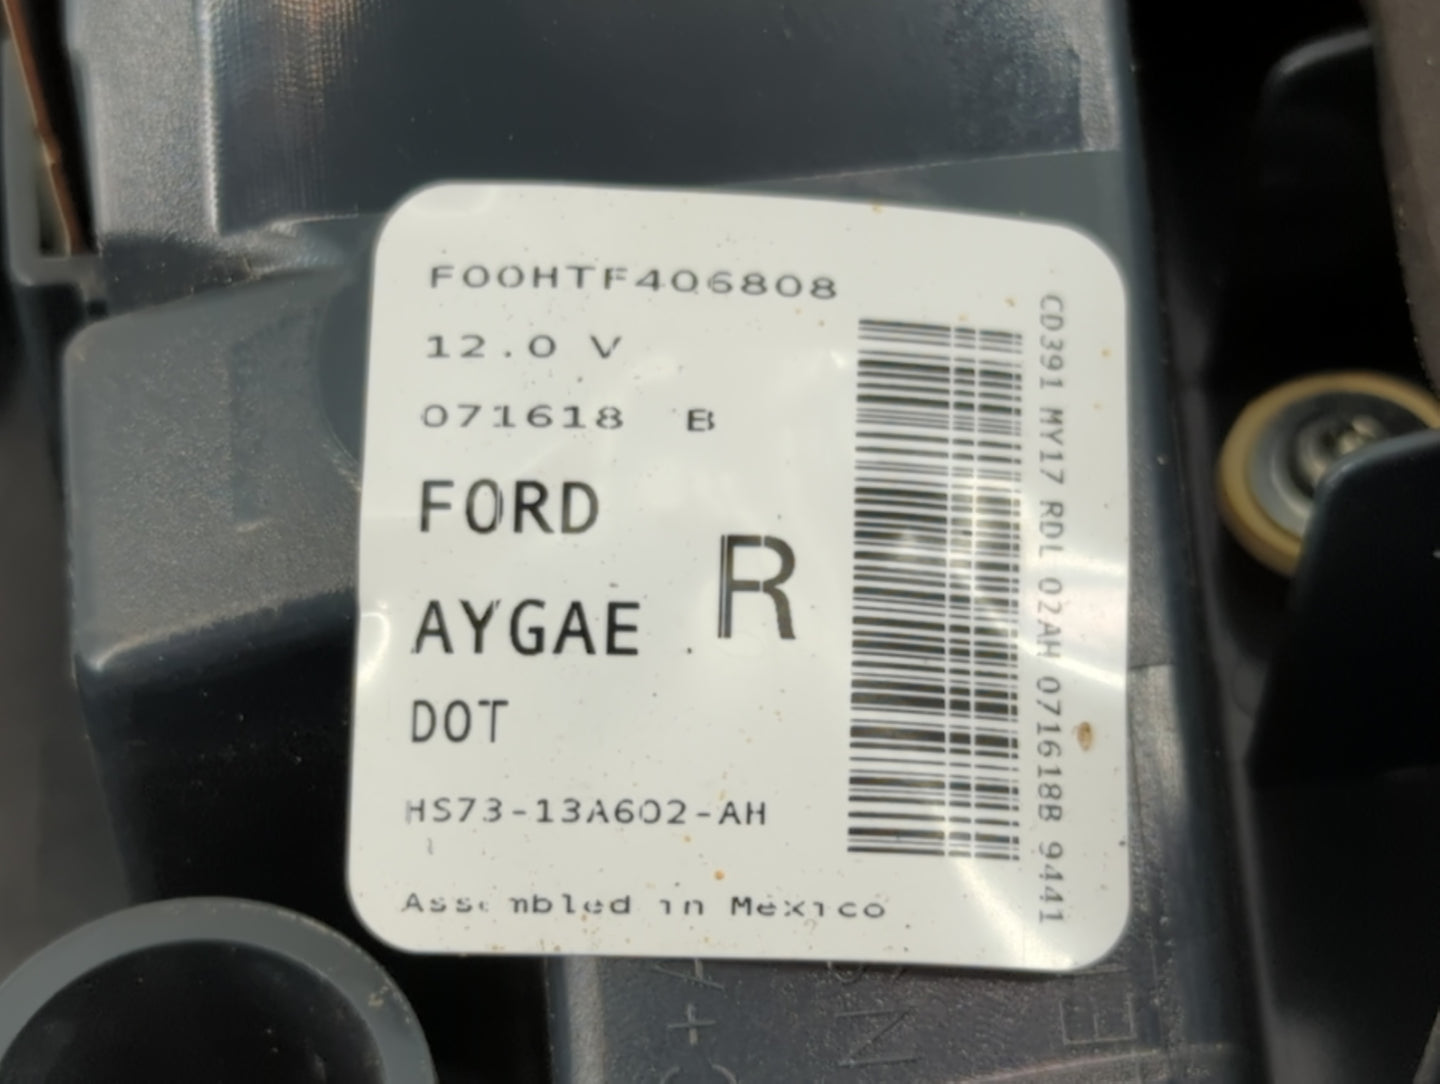 F00HTF406808
12.0 V
071618 B
FORD
R
AYGAE
DOT
HS73-13A602-AH
Assembled in Mexico
CD391 MY17 RDL 02AH 071618B 9441